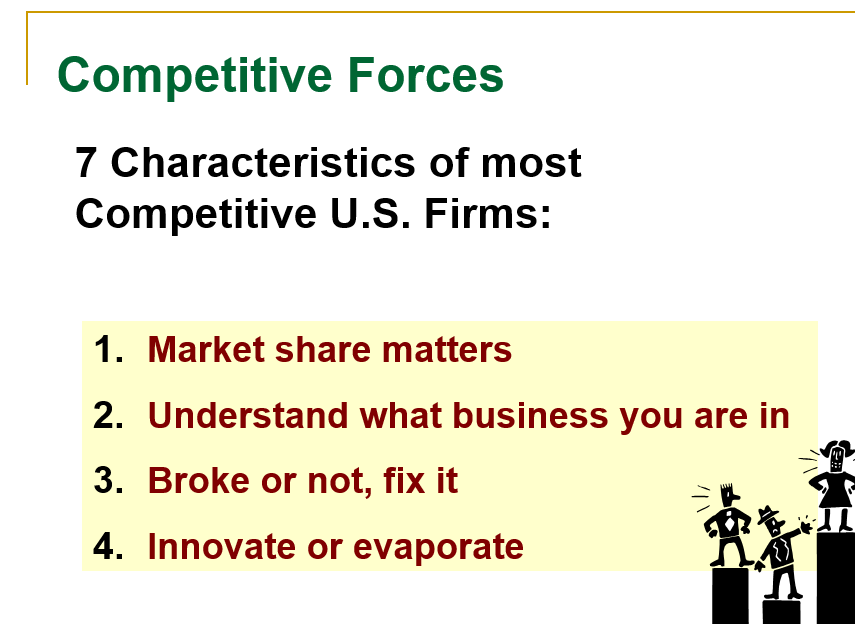 Competitive Forces
7 Characteristics of most
Competitive U.S. Firms:
1. Market share matters
2. Understand what business you are in
3. Broke or not, fix it
4. Innovate or evaporate